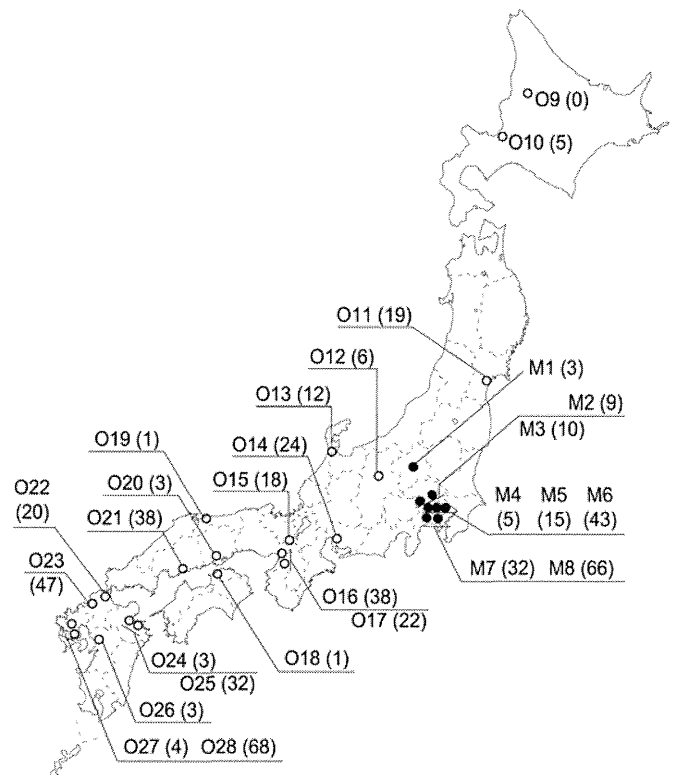 O9 (0)
O10 (5)
O11 (19)
O12 (6)
M1 (3)
M2 (9)
M3 (10)
O13 (12)
O14 (24)
O19 (1)
O15 (18)
O20 (3)
O22
(20)
O21 (38)
M4 M5 M6
(5) (15) (43)
O23
(47)
M7 (32) M8 (66)
O16 (38)
O17 (22)
O24 (3)
O18 (1)
O25 (32)
O26 (3)
O27 (4) O28 (68)